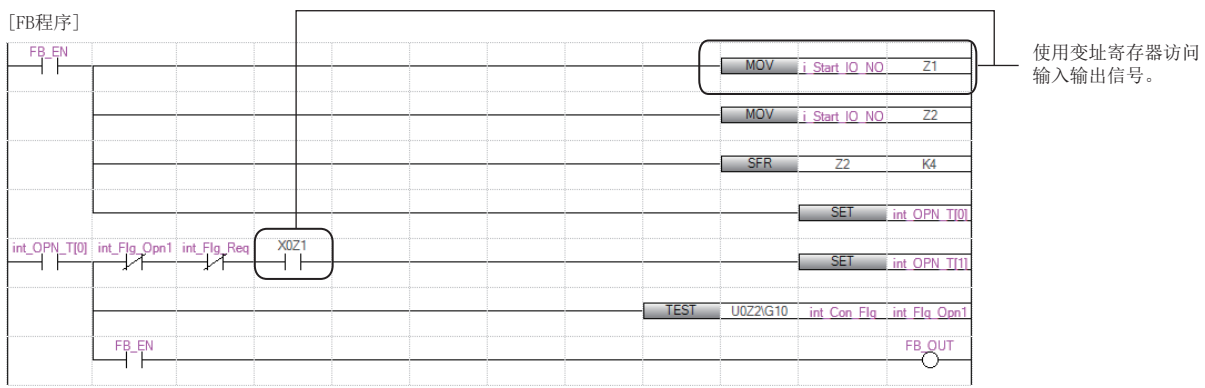 [FB程序]
FB_EN
MOV i_Start_IO_NO Z1
使用变址寄存器访问
输入输出信号。
MOV i_Start_IO_NO Z2
SFR Z2 K4
SET int_OPN_T[0]
int_OPN_T[0] int_Flg_Opn1 int_Flg_Req X0Z1
SET int_OPN_T[1]
TEST U0Z2\G10 int_Con_Flg int_Flg_Opn1
FB_EN FB_OUT